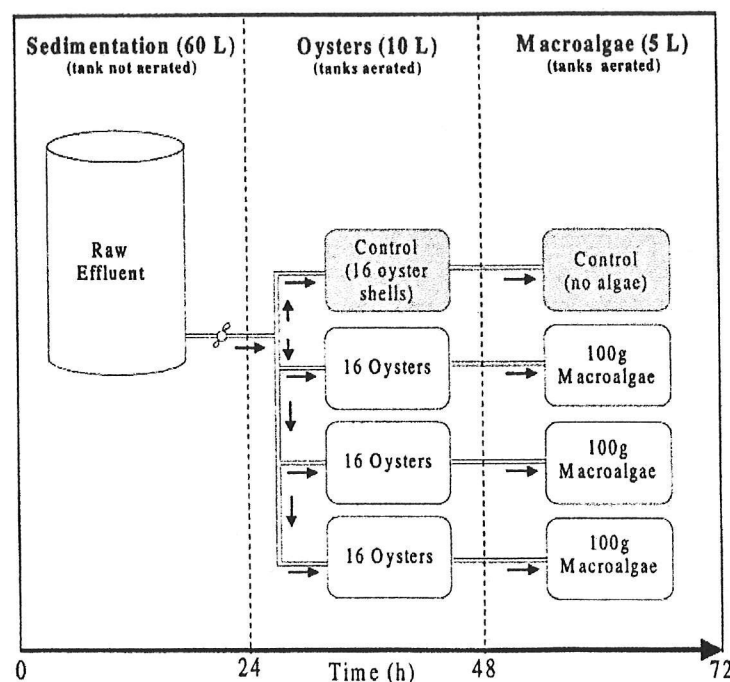 Sedimentation (60 L)
(tank not aerated)
Oysters (10 L)
(tanks aerated)
Macroalgae (5 L)
(tanks aerated)
Raw
Effluent
Control
(16 oyster
shells)
Control
(no algae)
16 Oysters
100g
Macroalgae
16 Oysters
100g
Macroalgae
16 Oysters
100g
Macroalgae
0
24
Time (h)
48
72